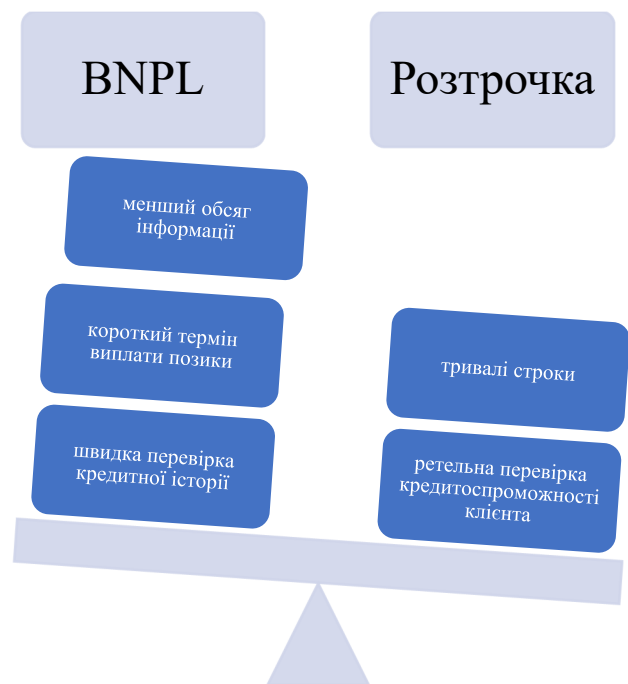 BNPL
Розтрочка
менший обсяг
інформації
короткий термін
виплати позики
швидка перевірка
кредитної історії
тривалі строки
ретельна перевірка
кредитоспроможності
клієнта